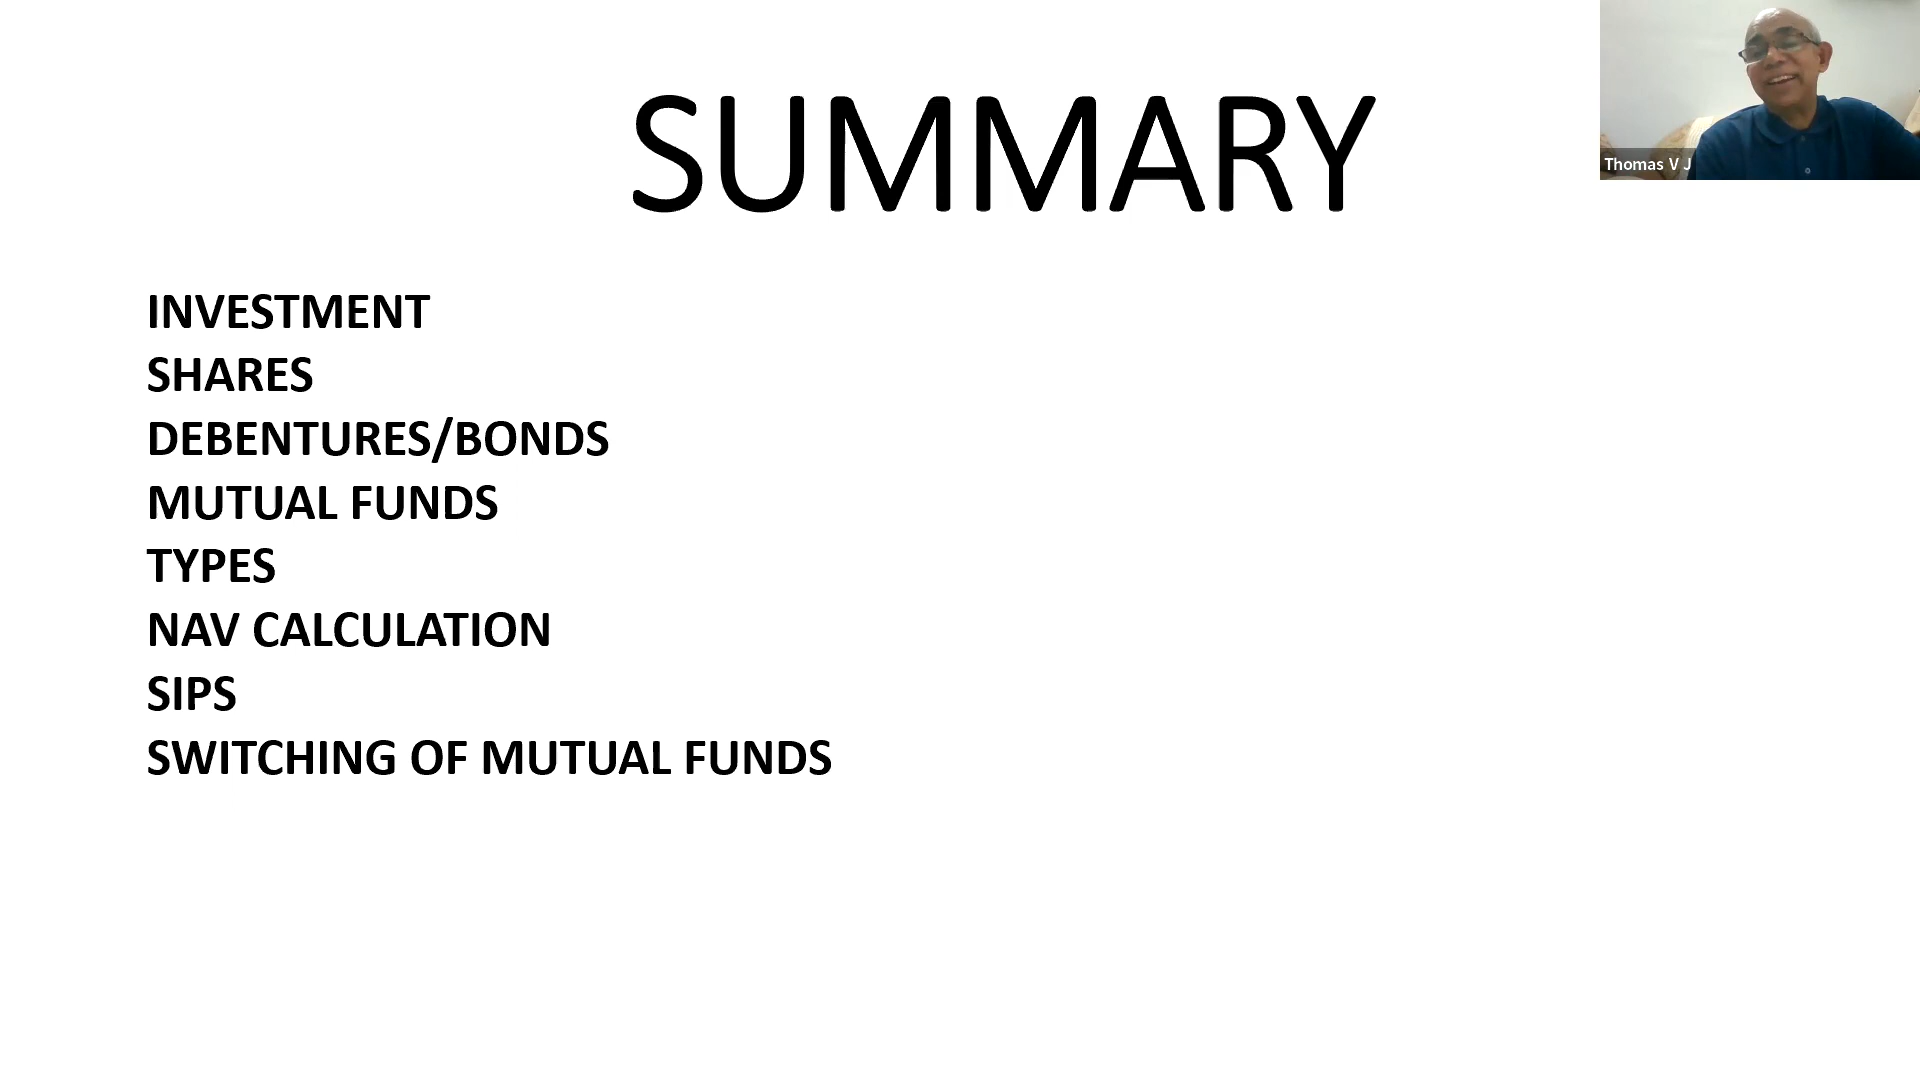 SUMMARY
Thomas V J
INVESTMENT
SHARES
DEBENTURES/BONDS
MUTUAL FUNDS
TYPES
NAV CALCULATION
SIPS
SWITCHING OF MUTUAL FUNDS